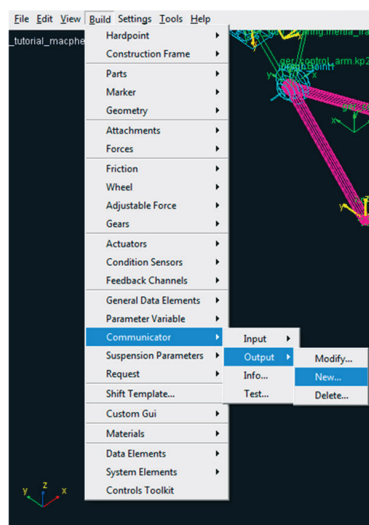 File Edit View Build Settings Tools Help
_tutorial_macphe
Hardpoint
Construction Frame
Parts
Marker
Geometry
Attachments
Forces
Friction
Wheel
Adjustable Force
Gears
Actuators
Condition Sensors
Feedback Channels
General Data Elements
Parameter Variable
Communicator
Suspension Parameters
Request
Shift Template...
Custom Gui
Materials
Data Elements
System Elements
Controls Toolkit
Input
Output
Info...
Test...
Modify...
New...
Delete...
y z x